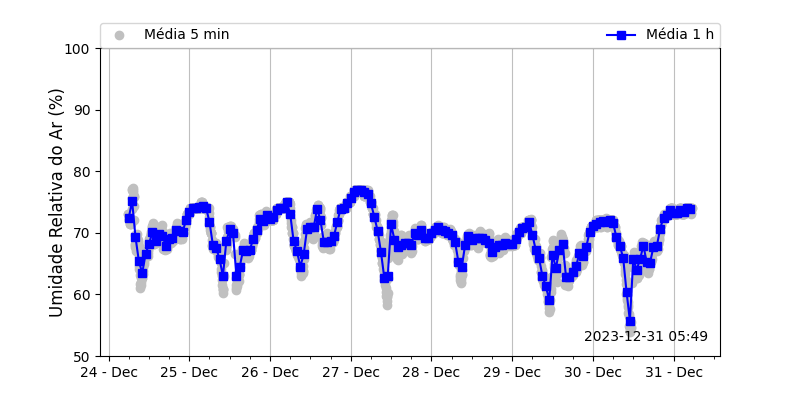 Média 5 min
Média 1 h
Umidade Relativa do Ar (%)
100
90
80
70
60
50
2023-12-31 05:49
24 - Dec
25 - Dec
26 - Dec
27 - Dec
28 - Dec
29 - Dec
30 - Dec
31 - Dec